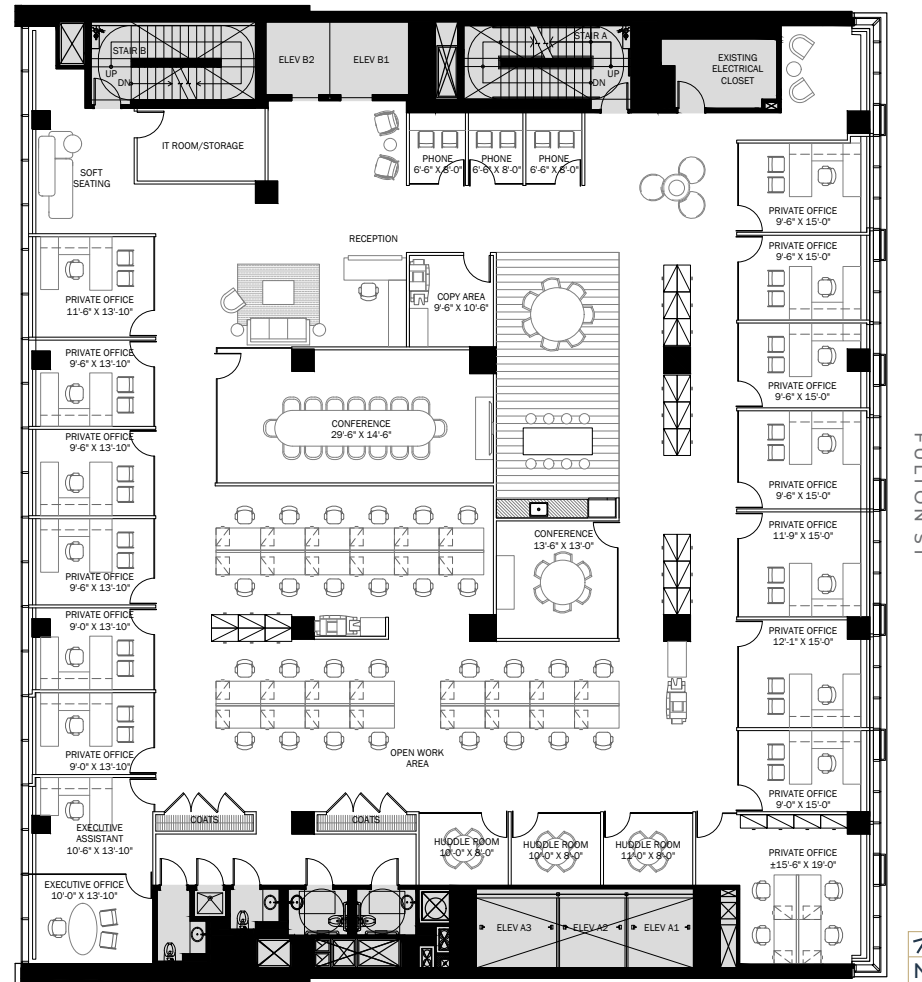 STAIR B
UP
DN
ELEV B2
ELEV B1
STAIR A
UP
DN
EXISTING
ELECTRICAL
CLOSET
IT ROOM/STORAGE
SOFT
SEATING
PHONE
6'-6" X 8'-0"
PHONE
6'-6" X 8'-0"
PHONE
6'-6" X 8'-0"
PRIVATE OFFICE
9'-6" X 15'-0"
RECEPTION
PRIVATE OFFICE
9'-6" X 15'-0"
PRIVATE OFFICE
11'-6" X 13'-10"
COPY AREA
9'-6" X 10'-6"
PRIVATE OFFICE
9'-6" X 13'-10"
PRIVATE OFFICE
9'-6" X 15'-0"
CONFERENCE
29'-6" X 14'-6"
PRIVATE OFFICE
9'-6" X 13'-10"
PRIVATE OFFICE
9'-6" X 15'-0"
FULTON ST
PRIVATE OFFICE
11'-9" X 15'-0"
CONFERENCE
13'-6" X 13'-0"
PRIVATE OFFICE
9'-6" X 13'-10"
PRIVATE OFFICE
9'-0" X 13'-10"
PRIVATE OFFICE
12'-1" X 15'-0"
PRIVATE OFFICE
9'-0" X 13'-10"
OPEN WORK
AREA
PRIVATE OFFICE
9'-0" X 15'-0"
COATS
COATS
EXECUTIVE
ASSISTANT
10'-6" X 13'-10"
HUDDLE ROOM
10'-0" X 8'-0"
HUDDLE ROOM
10'-0" X 8'-0"
HUDDLE ROOM
11'-0" X 8'-0"
PRIVATE OFFICE
±15'-6" X 19'-0"
EXECUTIVE OFFICE
10'-0" X 13'-10"
ELEV A3
ELEV A2
ELEV A1
N